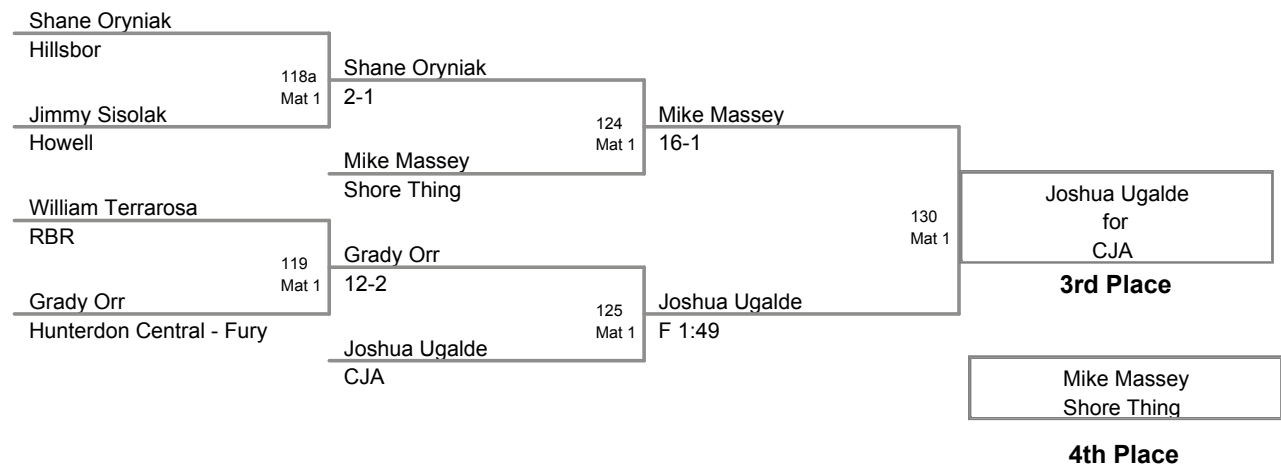 Shane Oryniak
Hillsbor
118a
Mat 1
Jimmy Sisolak
Howell
Shane Oryniak
2-1
124
Mat 1
Mike Massey
Shore Thing
Mike Massey
16-1
William Terrarosa
RBR
119
Mat 1
Grady Orr
Hunterdon Central - Fury
Grady Orr
12-2
125
Mat 1
Joshua Ugalde
CJA
Joshua Ugalde
F 1:49
130
Mat 1
Joshua Ugalde
for
CJA
3rd Place
Mike Massey
Shore Thing
4th Place